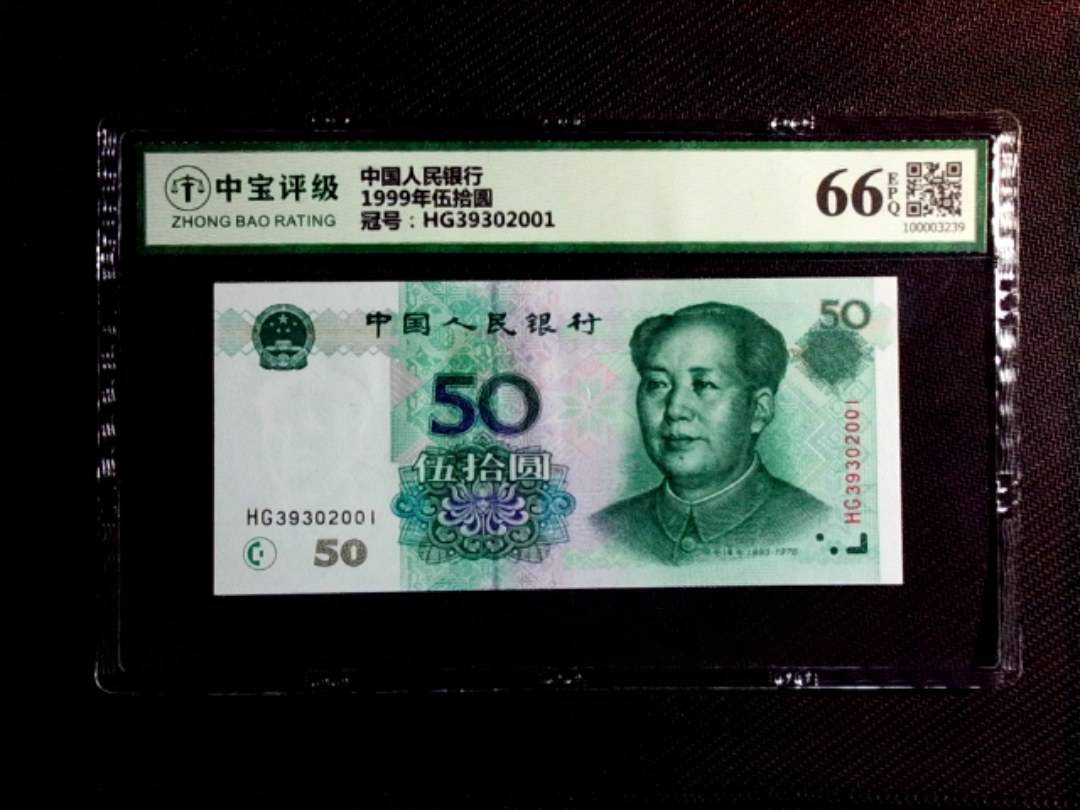 中宝评级
ZHONG BAO RATING
中国人民银行
1999年伍拾圆
冠号：HG39302001
66
EPQ
100003239
中国人民银行
50
50
伍拾圆
HG39302001
HG39302001
50
1893-1976